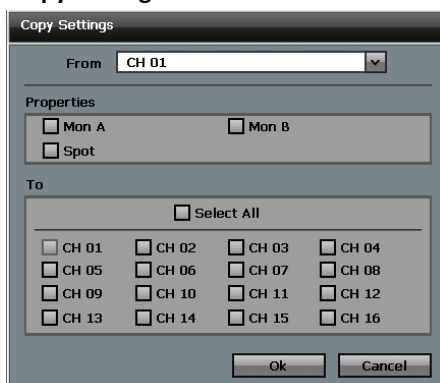 Copy Settings
From CH 01
Properties
Mon A Mon B
Spot
To
Select All
CH 01 CH 02 CH 03 CH 04
CH 05 CH 06 CH 07 CH 08
CH 09 CH 10 CH 11 CH 12
CH 13 CH 14 CH 15 CH 16
Ok Cancel